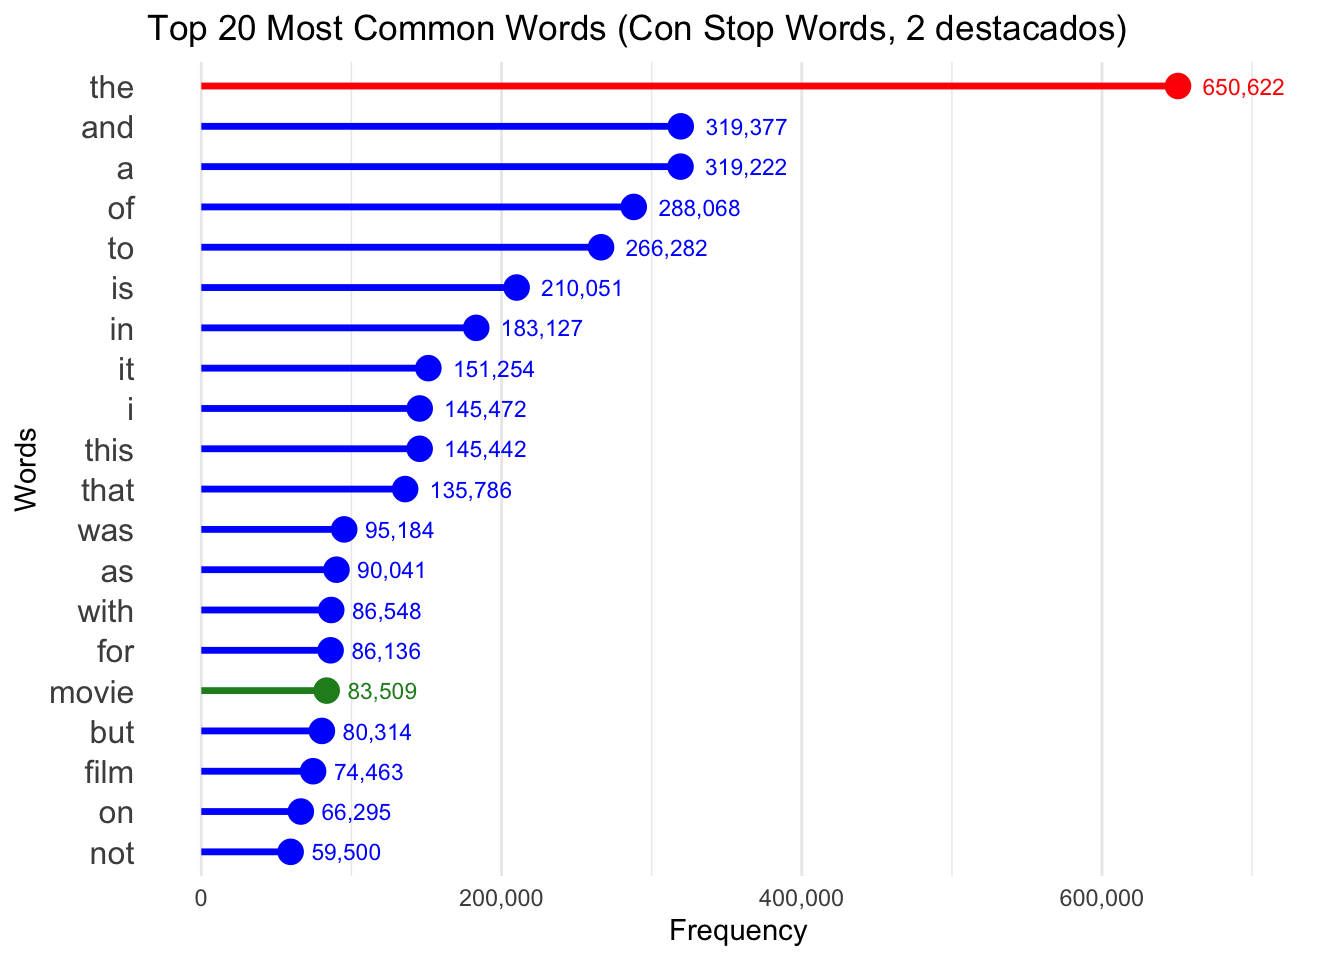 Top 20 Most Common Words (Con Stop Words, 2 destacados)
the 650,622
and 319,377
a 319,222
of 288,068
to 266,282
is 210,051
in 183,127
it 151,254
i 145,472
this 145,442
that 135,786
was 95,184
as 90,041
with 86,548
for 86,136
movie 83,509
but 80,314
film 74,463
on 66,295
not 59,500
Words
0 200,000 400,000 600,000
Frequency